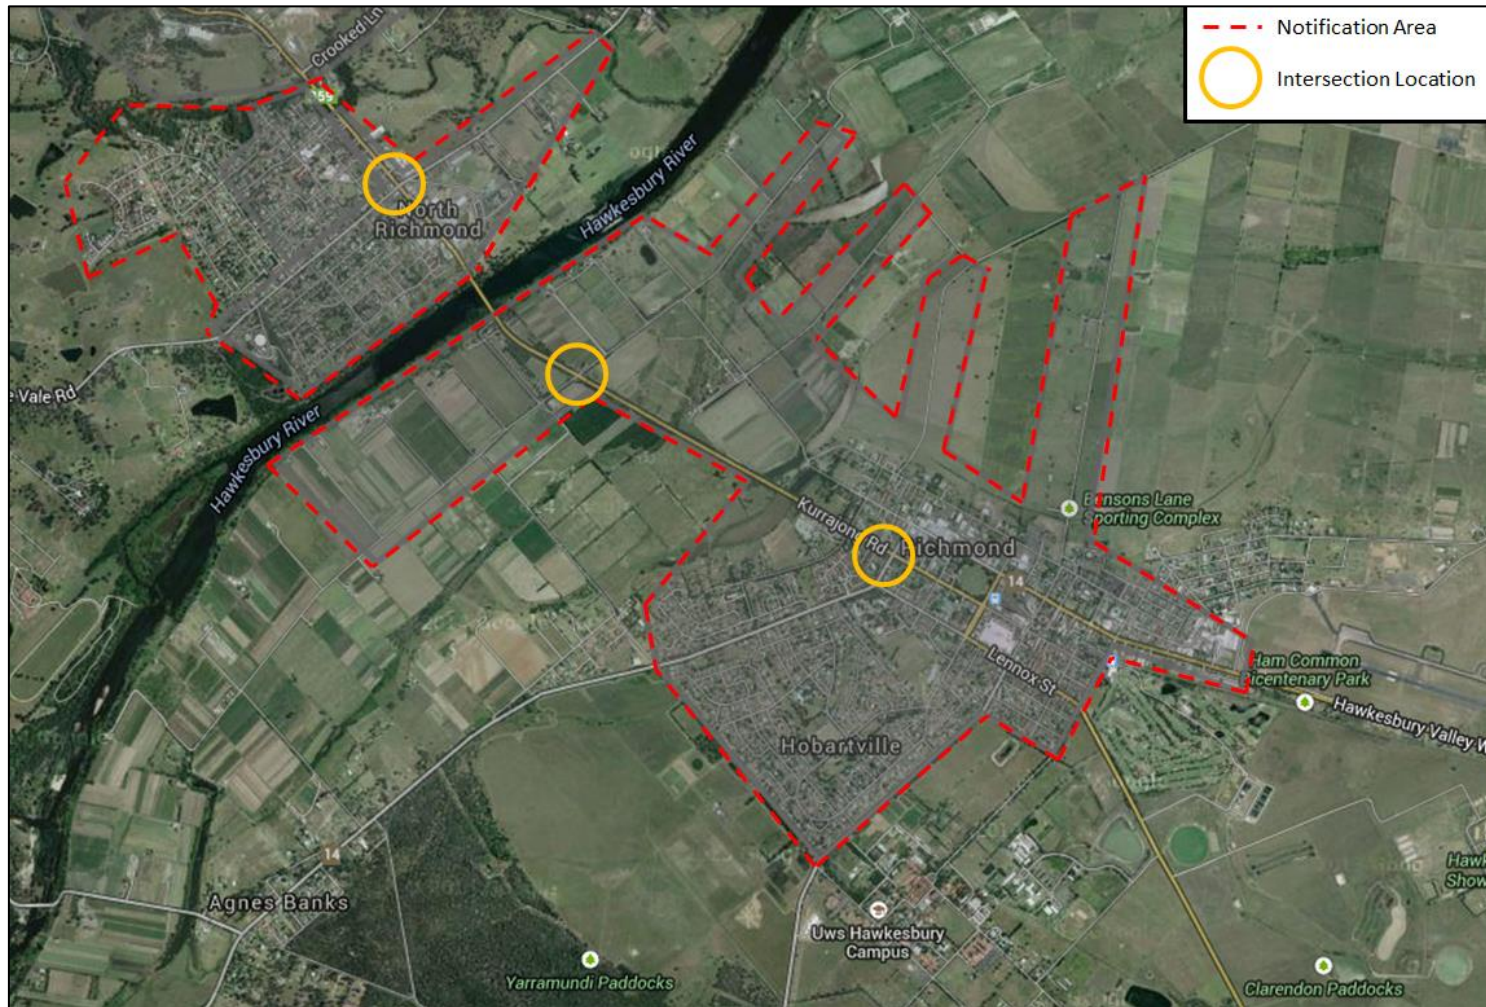 Notification Area
Intersection Location
Crooked Ln
North
Richmond
Hawkesbury River
e Vale Rd
Hawkesbury River
Kurrajong Rd
Richmond
14
Bensons Lane
Sporting Complex
Lennox St
Ham Common
Bicentenary Park
Hawkesbury Valley W
Hobartville
14
Agnes Banks
Uws Hawkesbury
Campus
Yarramundi Paddocks
Clarendon Paddocks
Hawk
Show